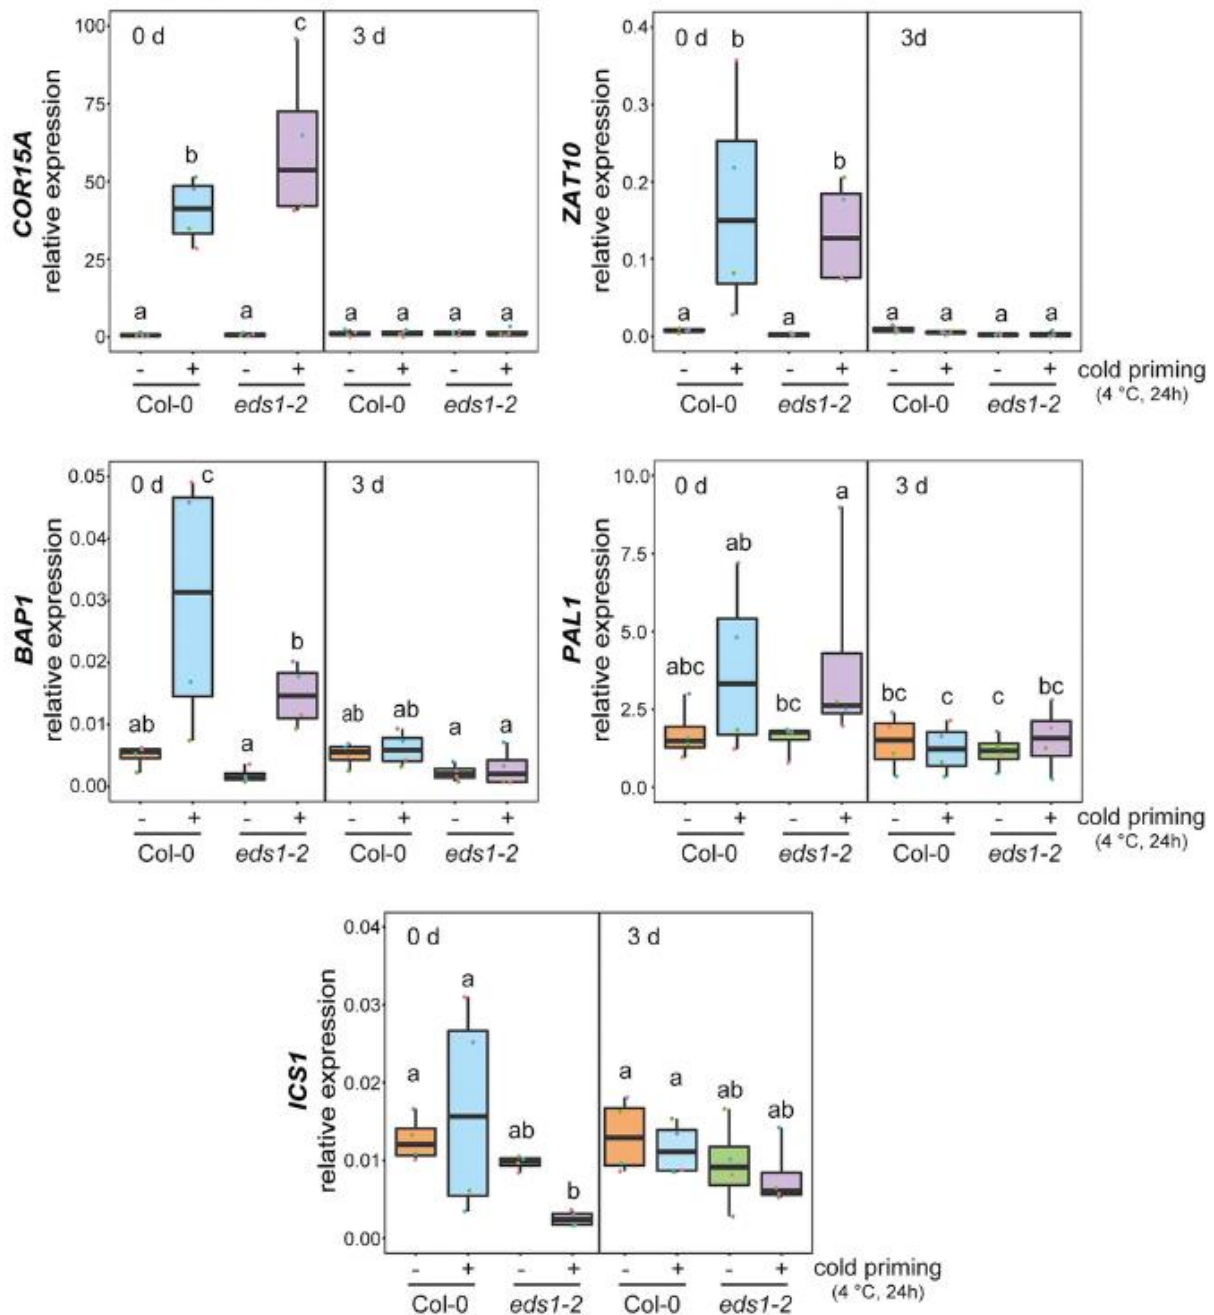 COR15A
relative expression
100
75
50
25
0
0 d
3 d
a
b
a
c
a
a
a
a
-
+
-
+
-
+
-
+
Col-0
eds1-2
Col-0
eds1-2
ZAT10
relative expression
0.4
0.3
0.2
0.1
0.0
0 d
3d
a
b
a
b
a
a
a
a
-
+
-
+
-
+
-
+
cold priming
(4 °C, 24h)
Col-0
eds1-2
Col-0
eds1-2
BAP1
relative expression
0.05
0.04
0.03
0.02
0.01
0.00
0 d
3 d
ab
c
a
b
ab
ab
a
a
-
+
-
+
-
+
-
+
Col-0
eds1-2
Col-0
eds1-2
PAL1
relative expression
10.0
7.5
5.0
2.5
0.0
0 d
3 d
abc
ab
bc
a
bc
c
c
bc
-
+
-
+
-
+
-
+
cold priming
(4 °C, 24h)
Col-0
eds1-2
Col-0
eds1-2
ICS1
relative expression
0.04
0.03
0.02
0.01
0.00
0 d
3 d
a
a
ab
b
a
a
ab
ab
-
+
-
+
-
+
-
+
cold priming
(4 °C, 24h)
Col-0
eds1-2
Col-0
eds1-2